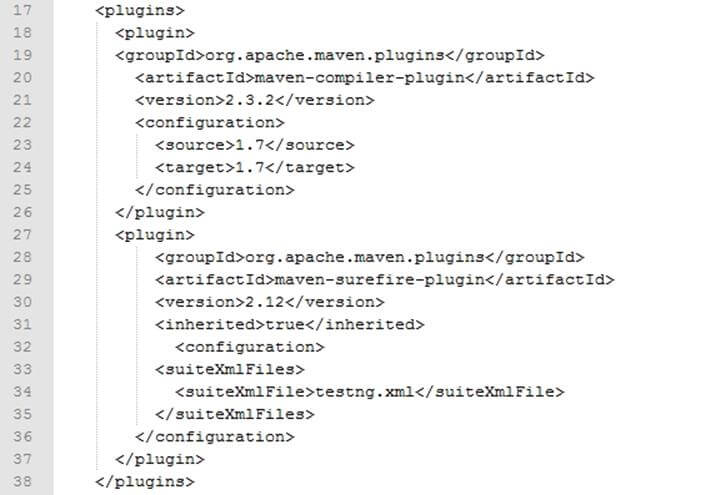 17 <plugins>
18 <plugin>
19 <groupId>org.apache.maven.plugins</groupId>
20 <artifactId>maven-compiler-plugin</artifactId>
21 <version>2.3.2</version>
22 <configuration>
23 <source>1.7</source>
24 <target>1.7</target>
25 </configuration>
26 </plugin>
27 <plugin>
28 <groupId>org.apache.maven.plugins</groupId>
29 <artifactId>maven-surefire-plugin</artifactId>
30 <version>2.12</version>
31 <inherited>true</inherited>
32 <configuration>
33 <suiteXmlFiles>
34 <suiteXmlFile>testng.xml</suiteXmlFile>
35 </suiteXmlFiles>
36 </configuration>
37 </plugin>
38 </plugins>